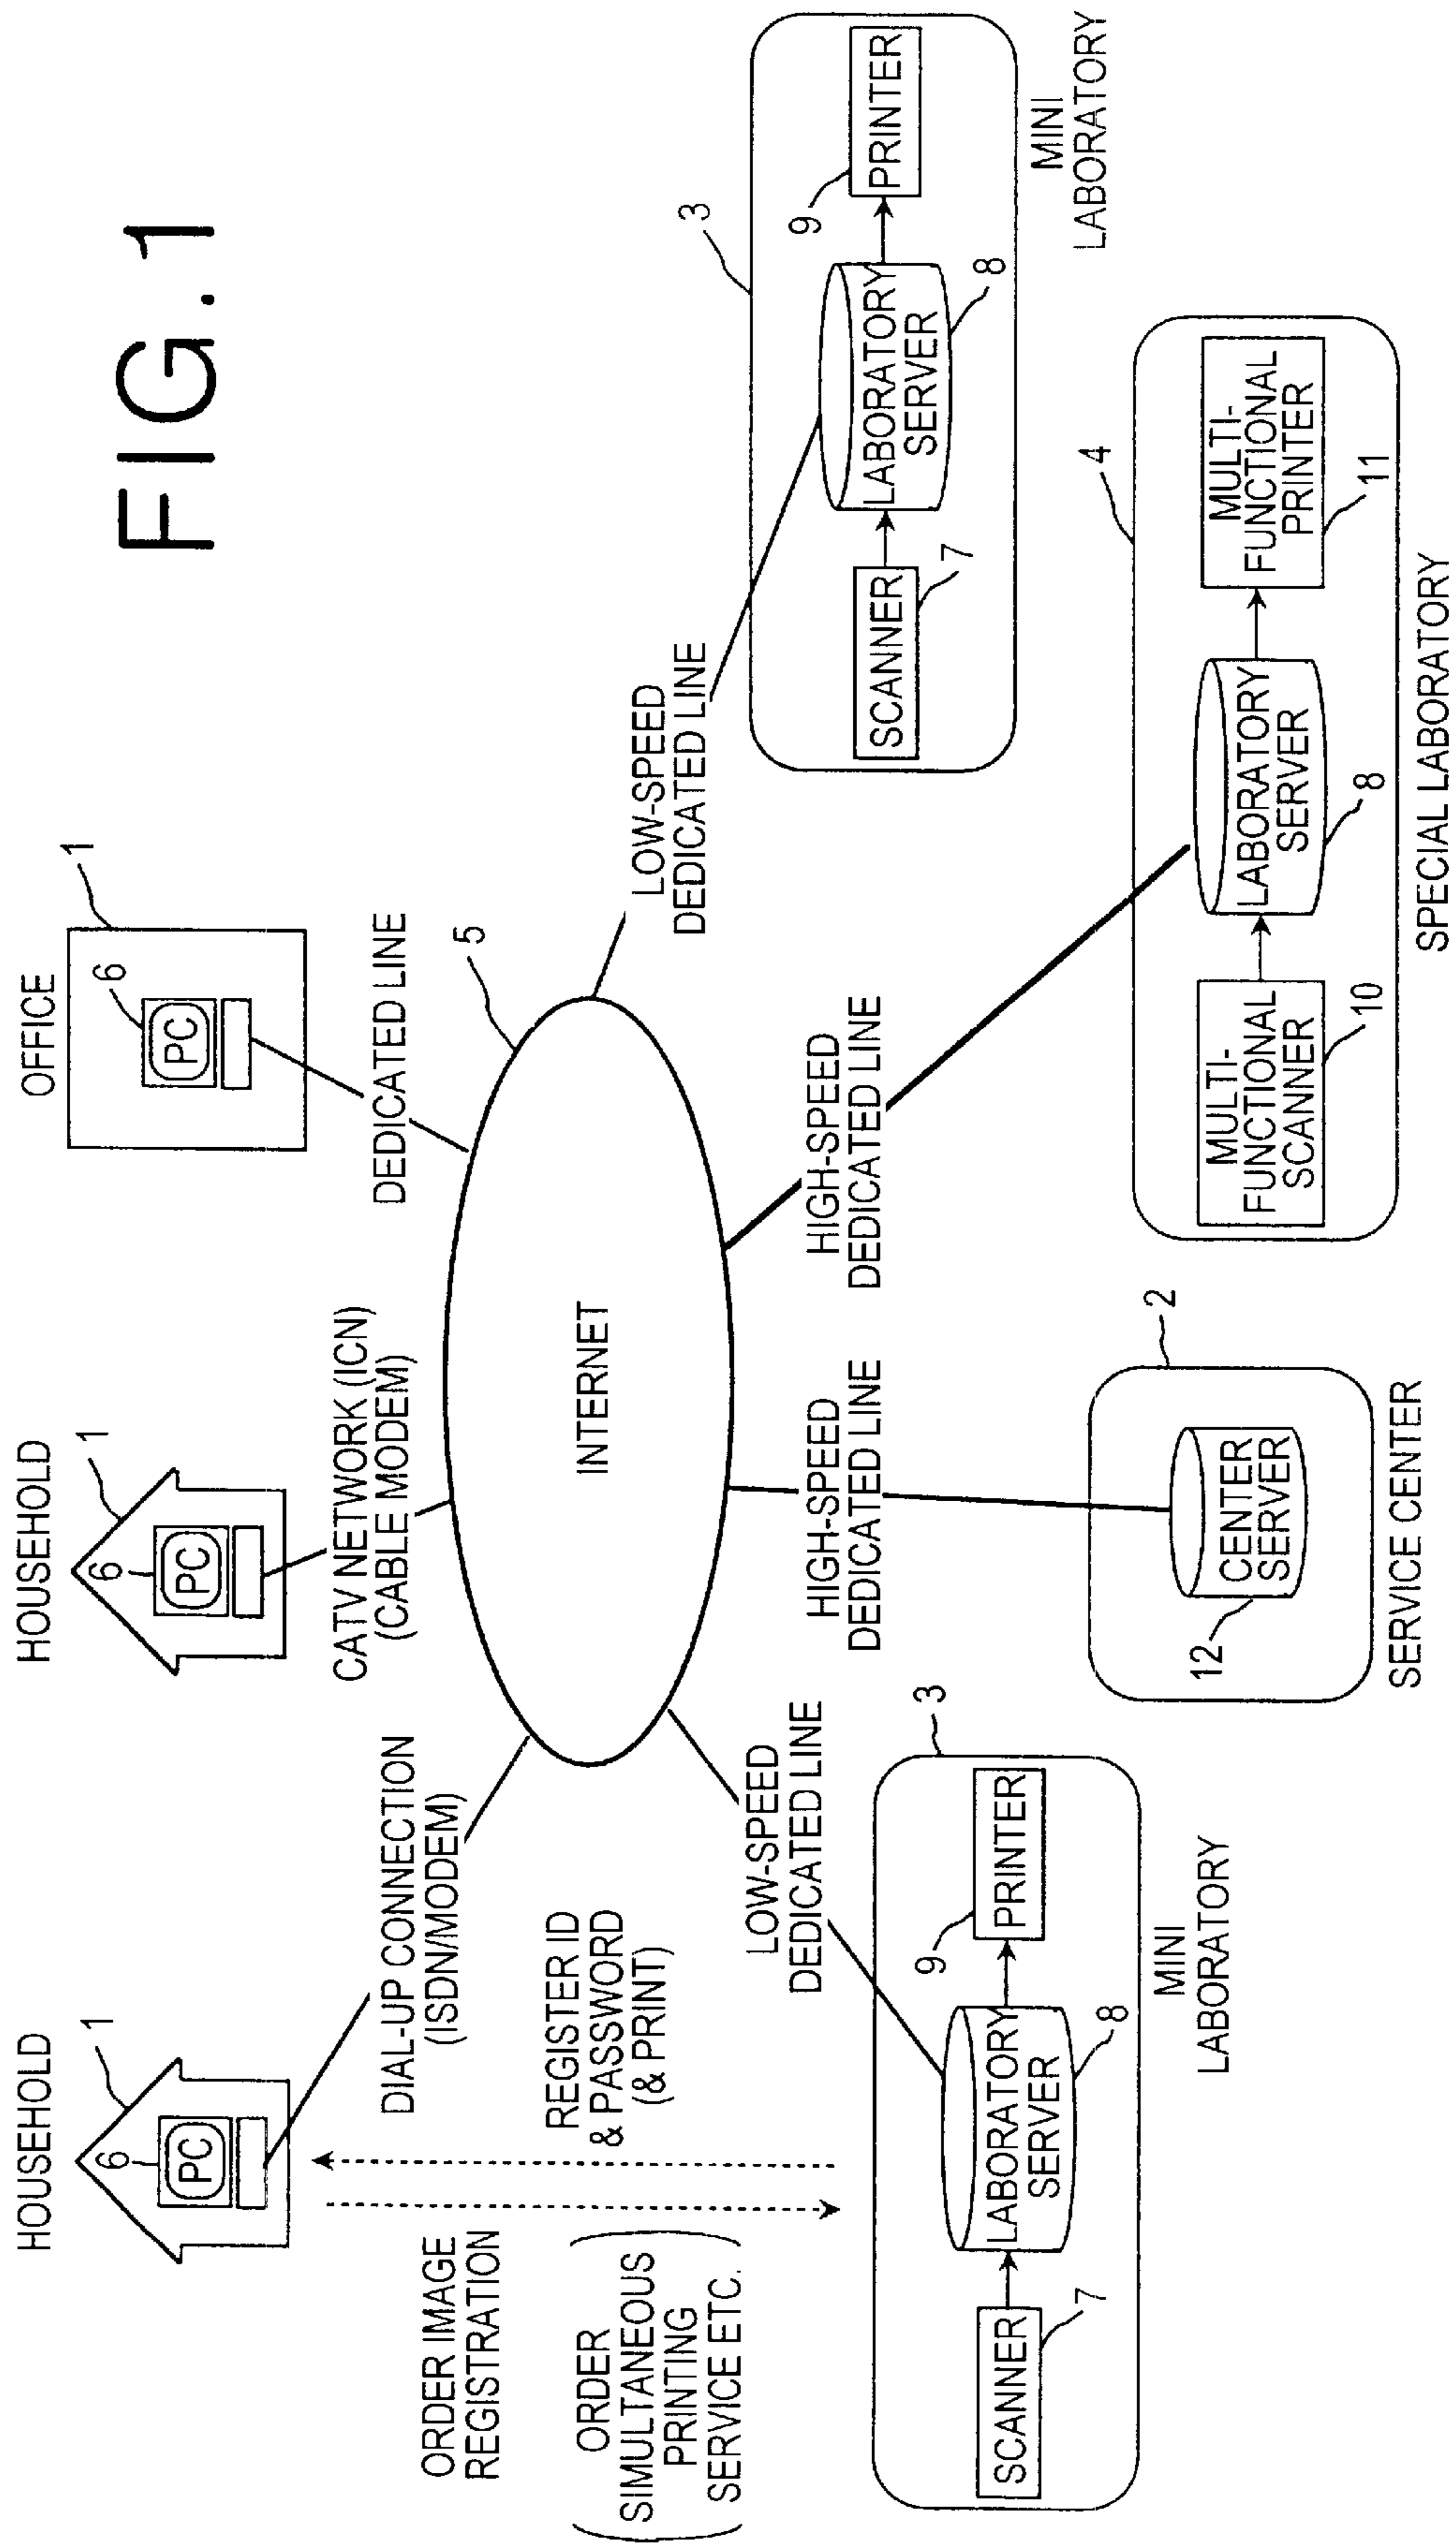 FIG.1
HOUSEHOLD
1
6
PC
HOUSEHOLD
1
6
PC
OFFICE
1
6
PC
DIAL-UP CONNECTION
(ISDN/MODEM)
CATV NETWORK (ICN)
(CABLE MODEM)
DEDICATED LINE
5
INTERNET
ORDER IMAGE
REGISTRATION
ORDER
SIMULTANEOUS
PRINTING
SERVICE ETC.
REGISTER ID
& PASSWORD
(& PRINT)
LOW-SPEED
DEDICATED LINE
HIGH-SPEED
DEDICATED LINE
HIGH-SPEED
DEDICATED LINE
LOW-SPEED
DEDICATED LINE
3
SCANNER
7
LABORATORY
SERVER
8
9
PRINTER
MINI
LABORATORY
2
CENTER
SERVER
12
SERVICE CENTER
4
MULTI-
FUNCTIONAL
SCANNER
10
LABORATORY
SERVER
8
MULTI-
FUNCTIONAL
PRINTER
11
SPECIAL LABORATORY
3
SCANNER
7
LABORATORY
SERVER
8
9
PRINTER
MINI
LABORATORY